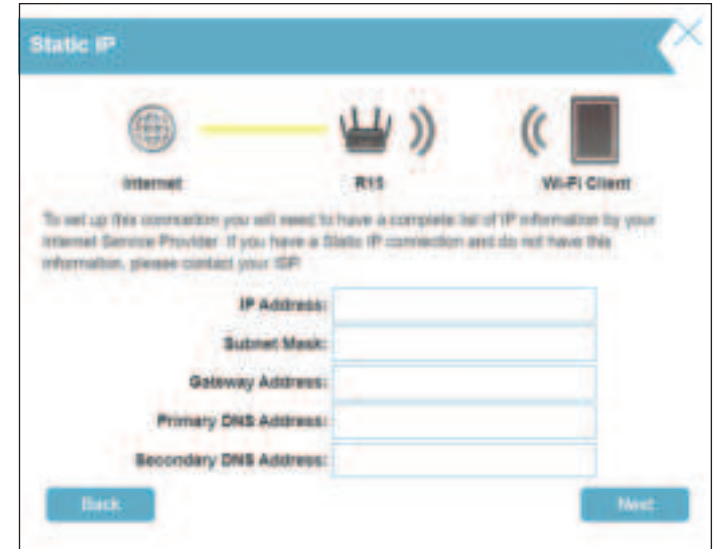 Static IP
Internet
R15
Wi-Fi Client
To set up this connection you will need to have a complete list of IP information by your
Internet Service Provider. If you have a Static IP connection and do not have this
information, please contact your ISP.
IP Address:
Subnet Mask:
Gateway Address:
Primary DNS Address:
Secondary DNS Address:
Back
Next